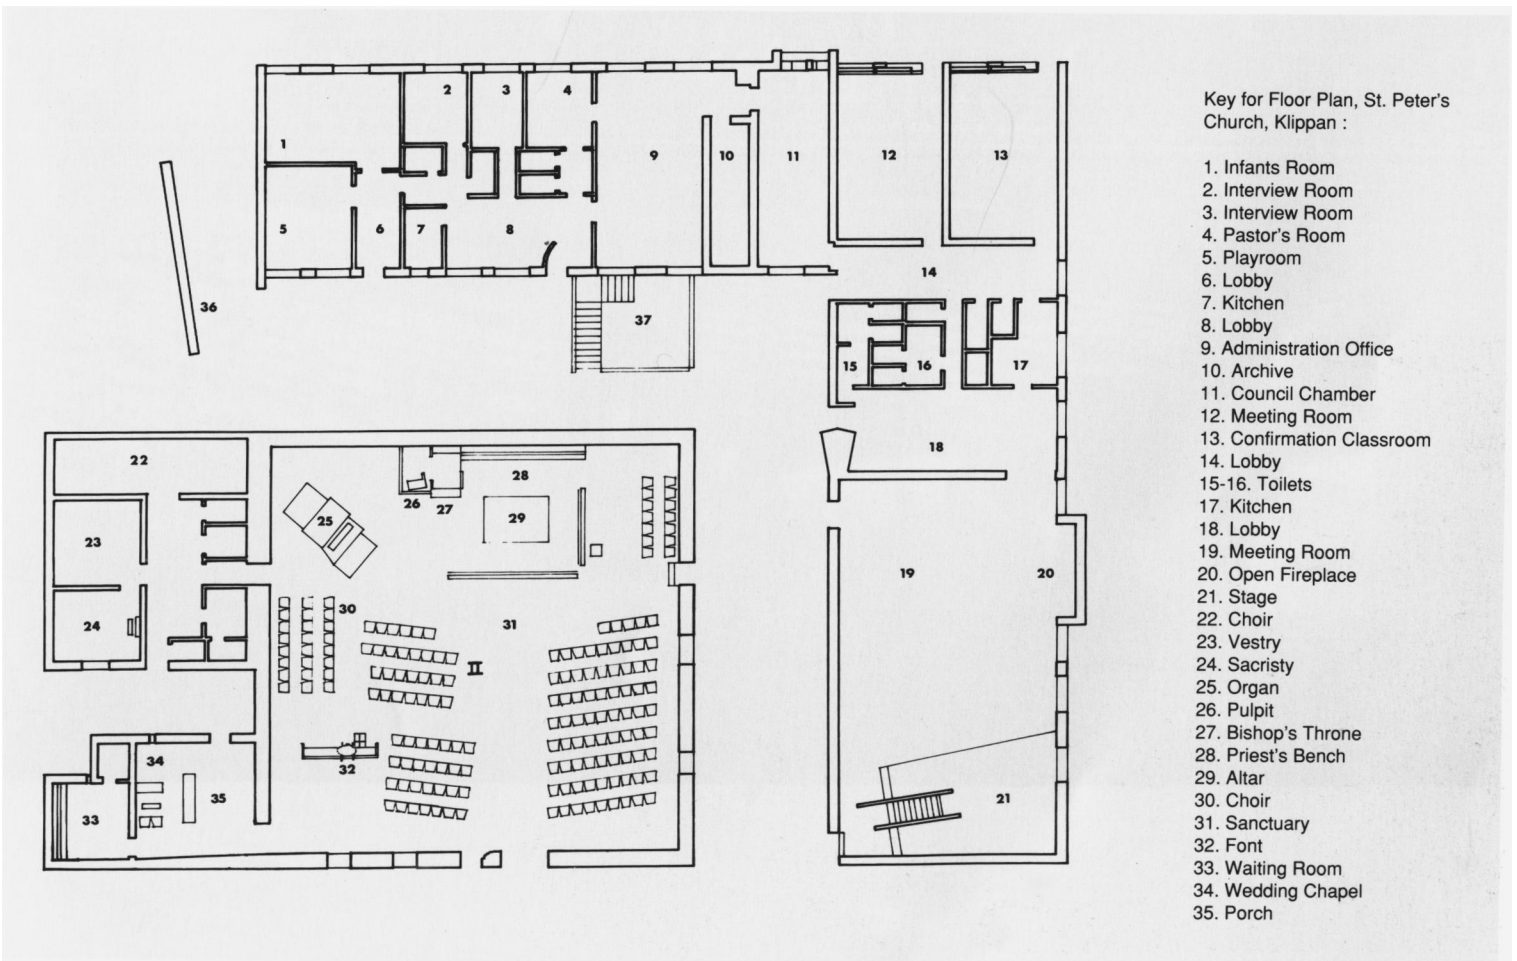 Key for Floor Plan, St. Peter's
Church, Klippan :
1. Infants Room
2. Interview Room
3. Interview Room
4. Pastor's Room
5. Playroom
6. Lobby
7. Kitchen
8. Lobby
9. Administration Office
10. Archive
11. Council Chamber
12. Meeting Room
13. Confirmation Classroom
14. Lobby
15-16. Toilets
17. Kitchen
18. Lobby
19. Meeting Room
20. Open Fireplace
21. Stage
22. Choir
23. Vestry
24. Sacristy
25. Organ
26. Pulpit
27. Bishop's Throne
28. Priest's Bench
29. Altar
30. Choir
31. Sanctuary
32. Font
33. Waiting Room
34. Wedding Chapel
35. Porch
1
2
3
4
5
6
7
8
9
10
11
12
13
14
15
16
17
18
19
20
21
22
23
24
25
26
27
28
29
30
31
32
33
34
35
36
37